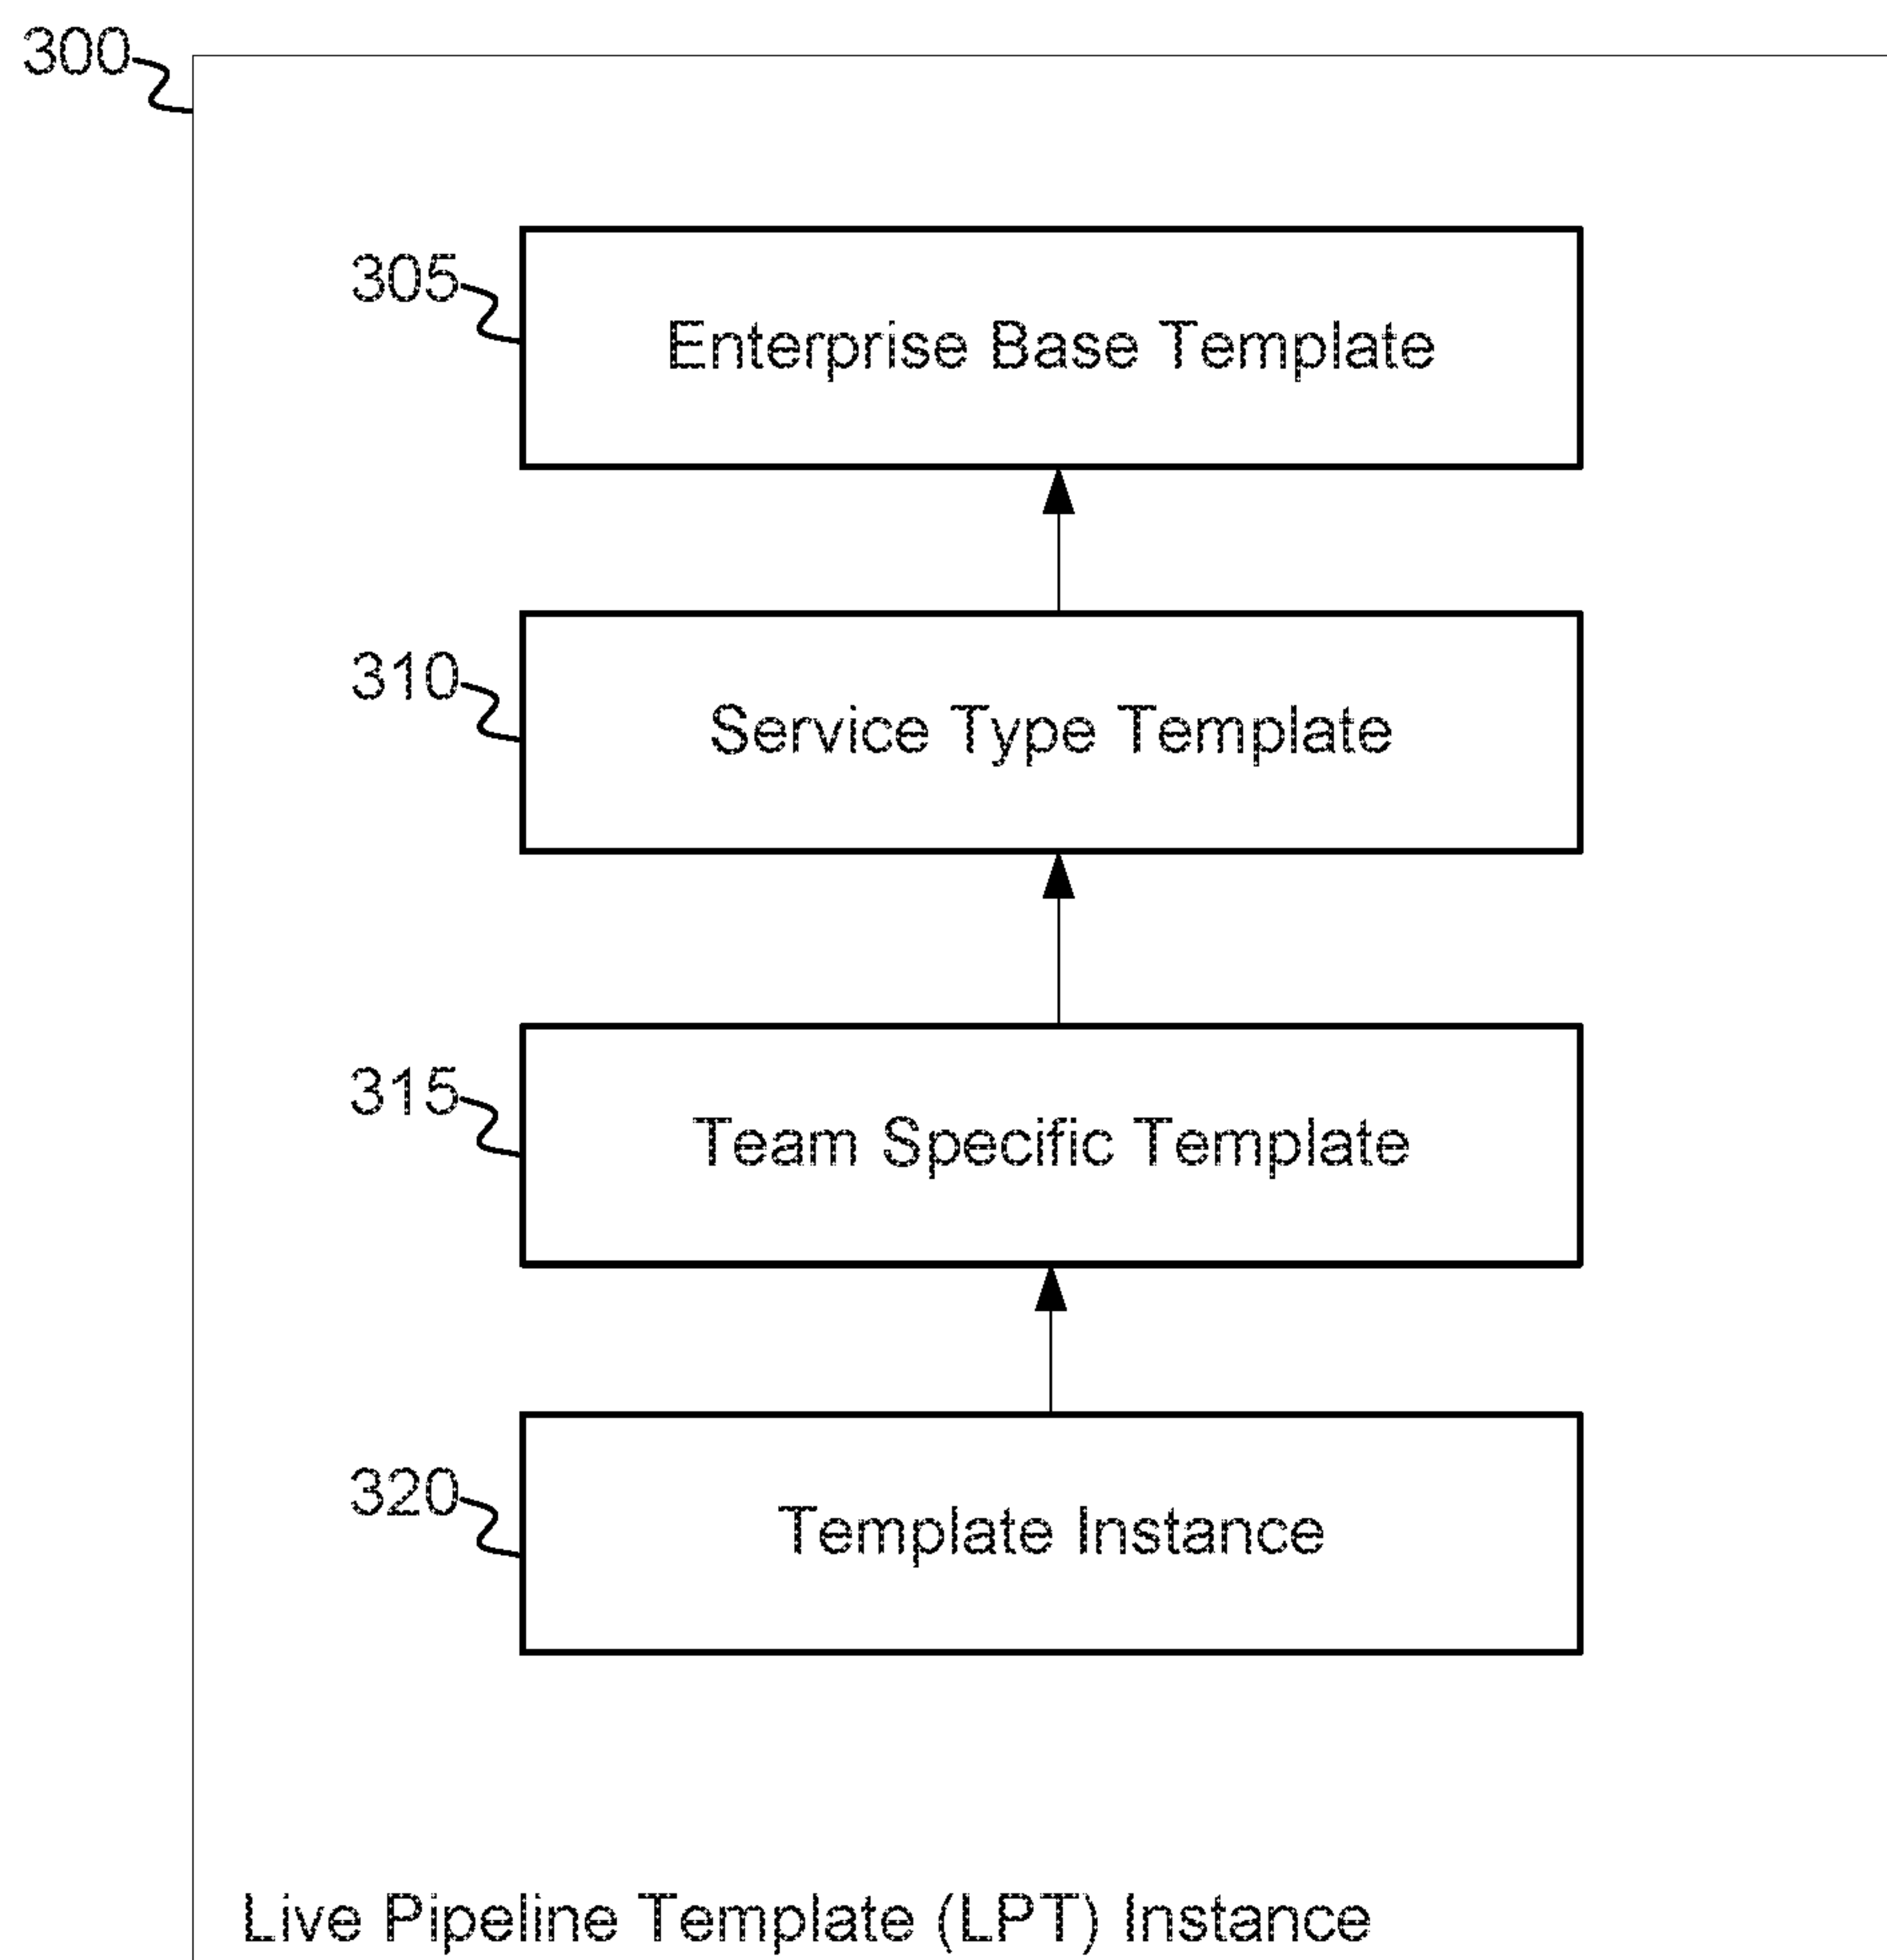 300
305
Enterprise Base Template
310
Service Type Template
315
Team Specific Template
320
Template Instance
Live Pipeline Template (LPT) Instance